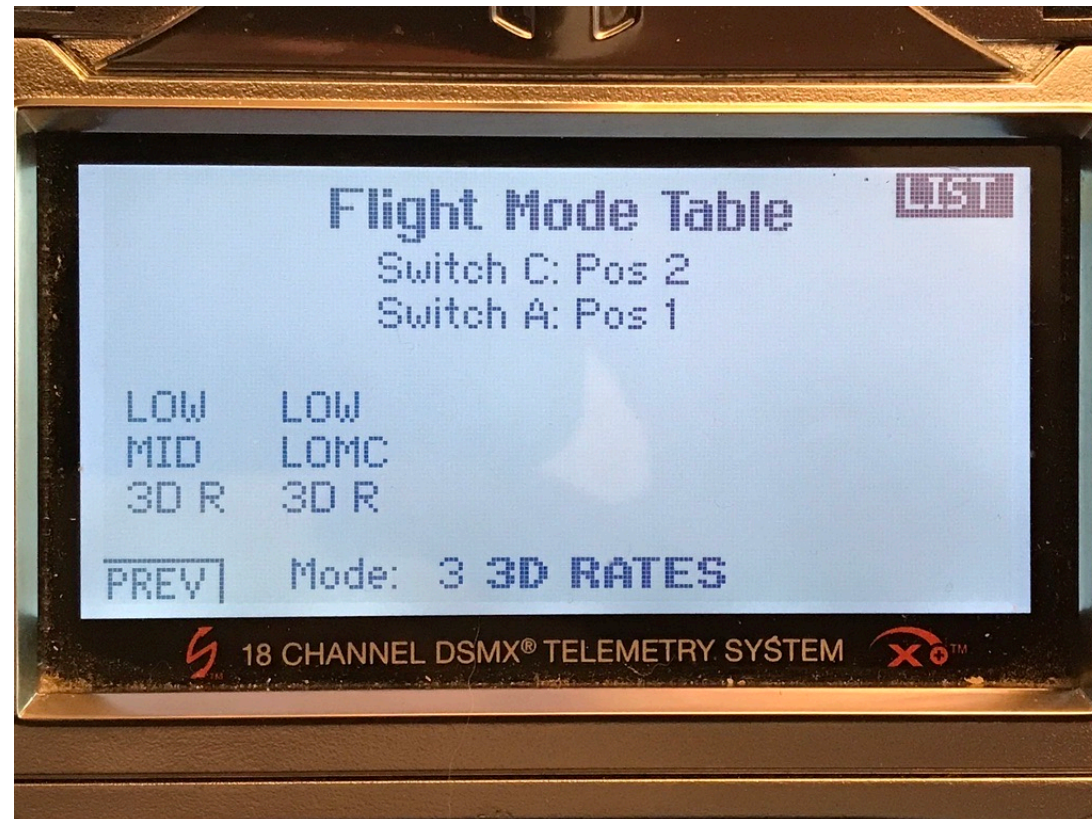 LIST
Flight Mode Table
Switch C: Pos 2
Switch A: Pos 1
LOW LOW
MID LOMC
3D R 3D R
PREV Mode: 3 3D RATES
18 CHANNEL DSMX® TELEMETRY SYSTEM X+™